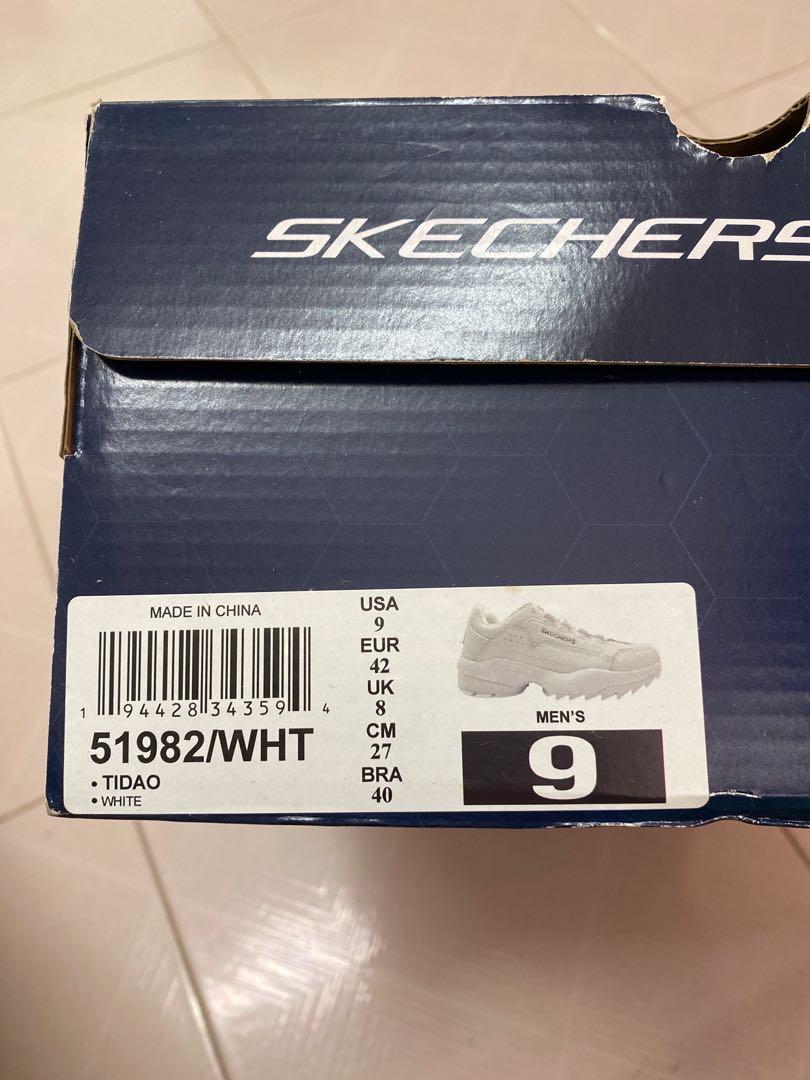 SKECHERS
MADE IN CHINA
1 94428 34359 4
51982/WHT
• TIDAO
• WHITE
USA
9
EUR
42
UK
8
CM
27
BRA
40
SKECHERS
MEN'S
9